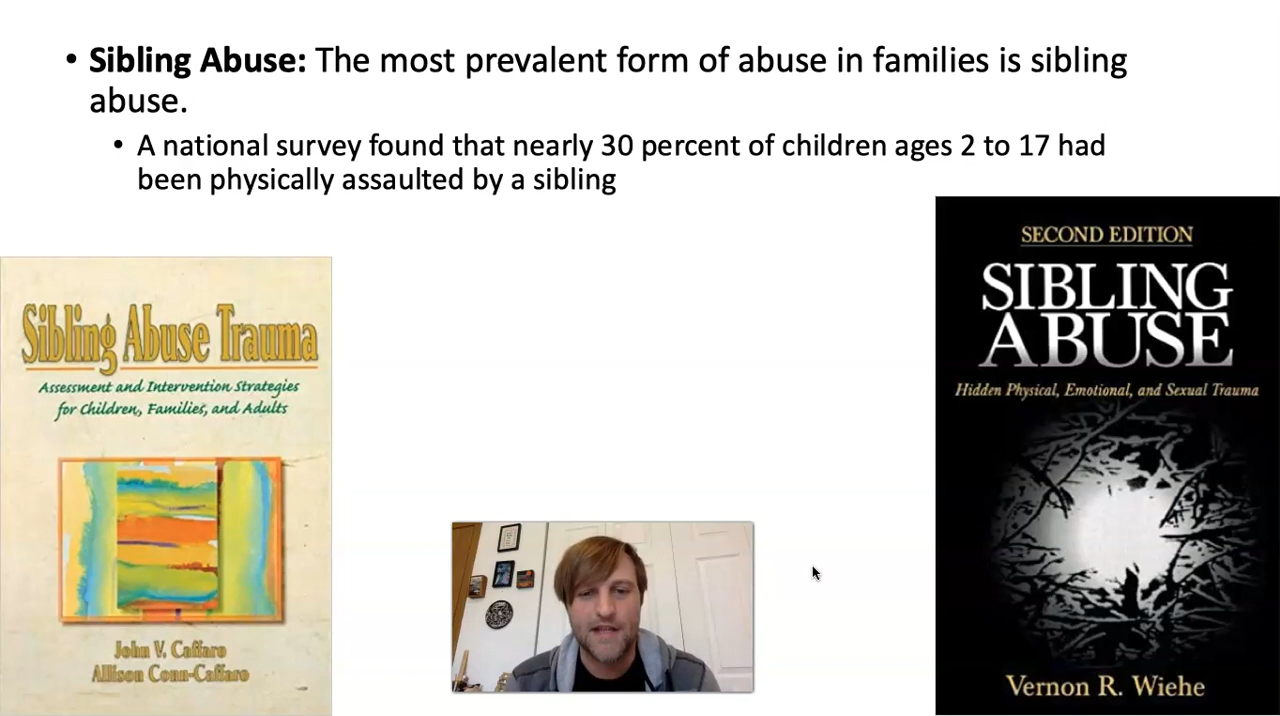 • Sibling Abuse: The most prevalent form of abuse in families is sibling
abuse.
• A national survey found that nearly 30 percent of children ages 2 to 17 had
been physically assaulted by a sibling
Sibling Abuse Trauma
Assessment and Intervention Strategies
for Children, Families, and Adults
John V. Caffaro
Allison Conn-Caffaro
SECOND EDITION
SIBLING
ABUSE
Hidden Physical, Emotional, and Sexual Trauma
Vernon R. Wiehe